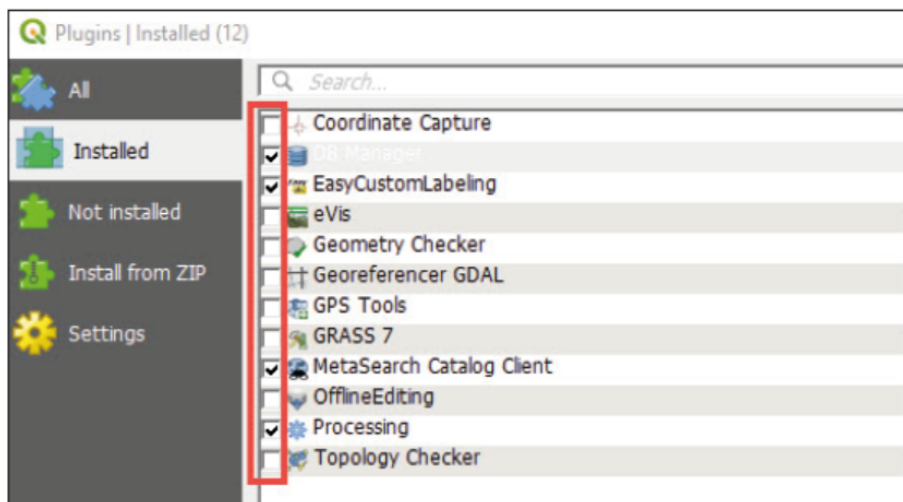 Plugins | Installed (12)
All
Installed
Not installed
Install from ZIP
Settings
Search...
Coordinate Capture
DB Manager
EasyCustomLabeling
eVis
Geometry Checker
Georeferencer GDAL
GPS Tools
GRASS 7
MetaSearch Catalog Client
OfflineEditing
Processing
Topology Checker